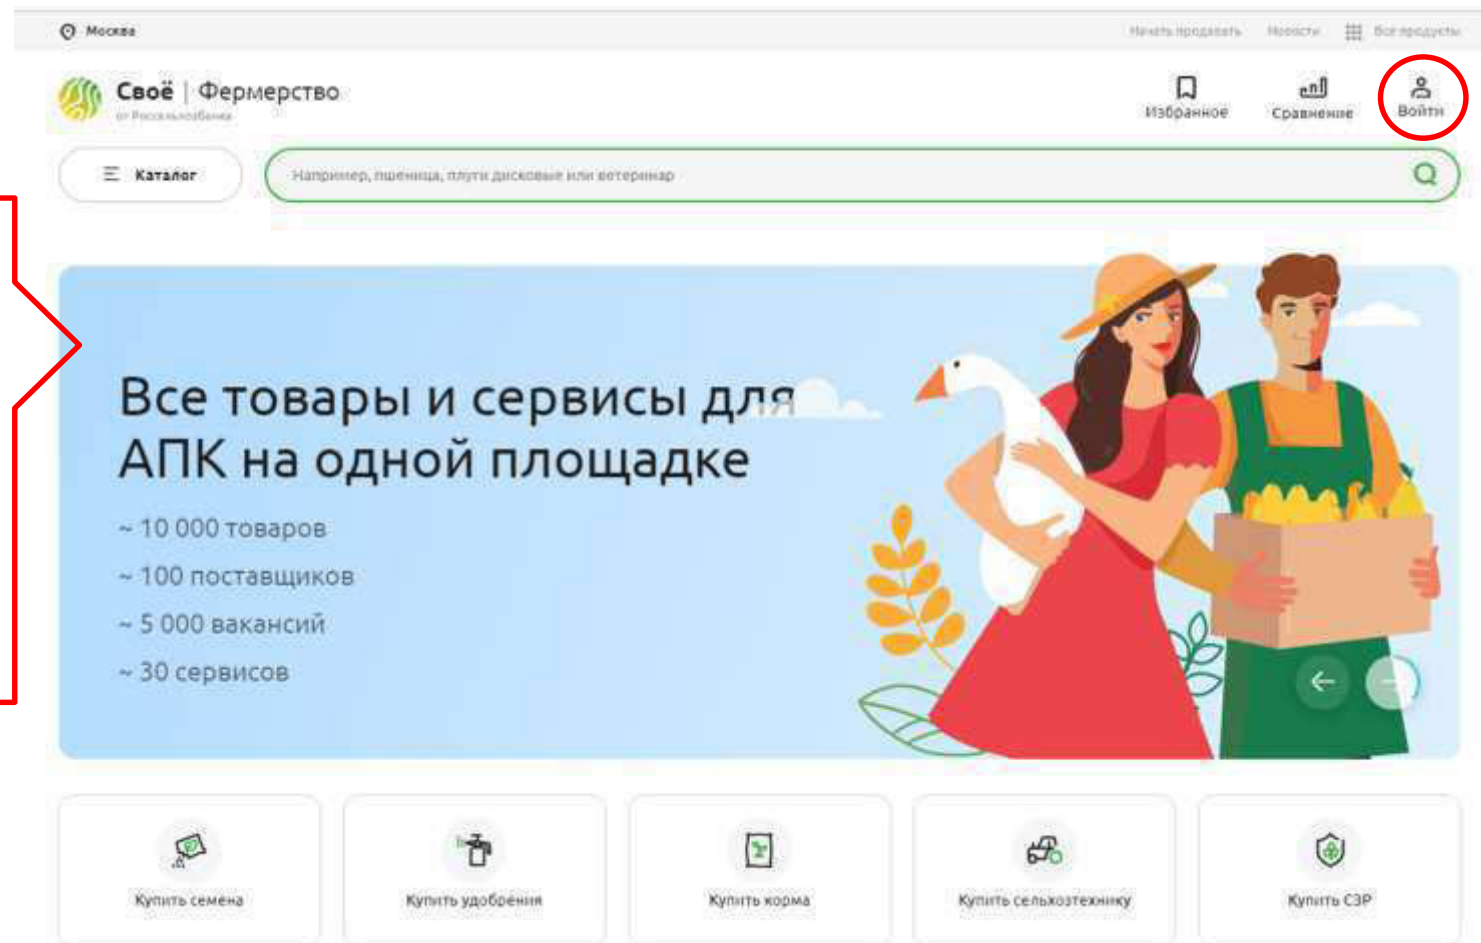 Москва
Начать продавать Новости Все продукты
Своё | Фермерство
от Россельхозбанка
Избранное Сравнение Войти
Каталог
Например, пшеница, плуги дисковые или ветеринар
Все товары и сервисы для
АПК на одной площадке
~ 10 000 товаров
~ 100 поставщиков
~ 5 000 вакансий
~ 30 сервисов
Купить семена Купить удобрения Купить корма Купить сельхозтехнику Купить СЗР